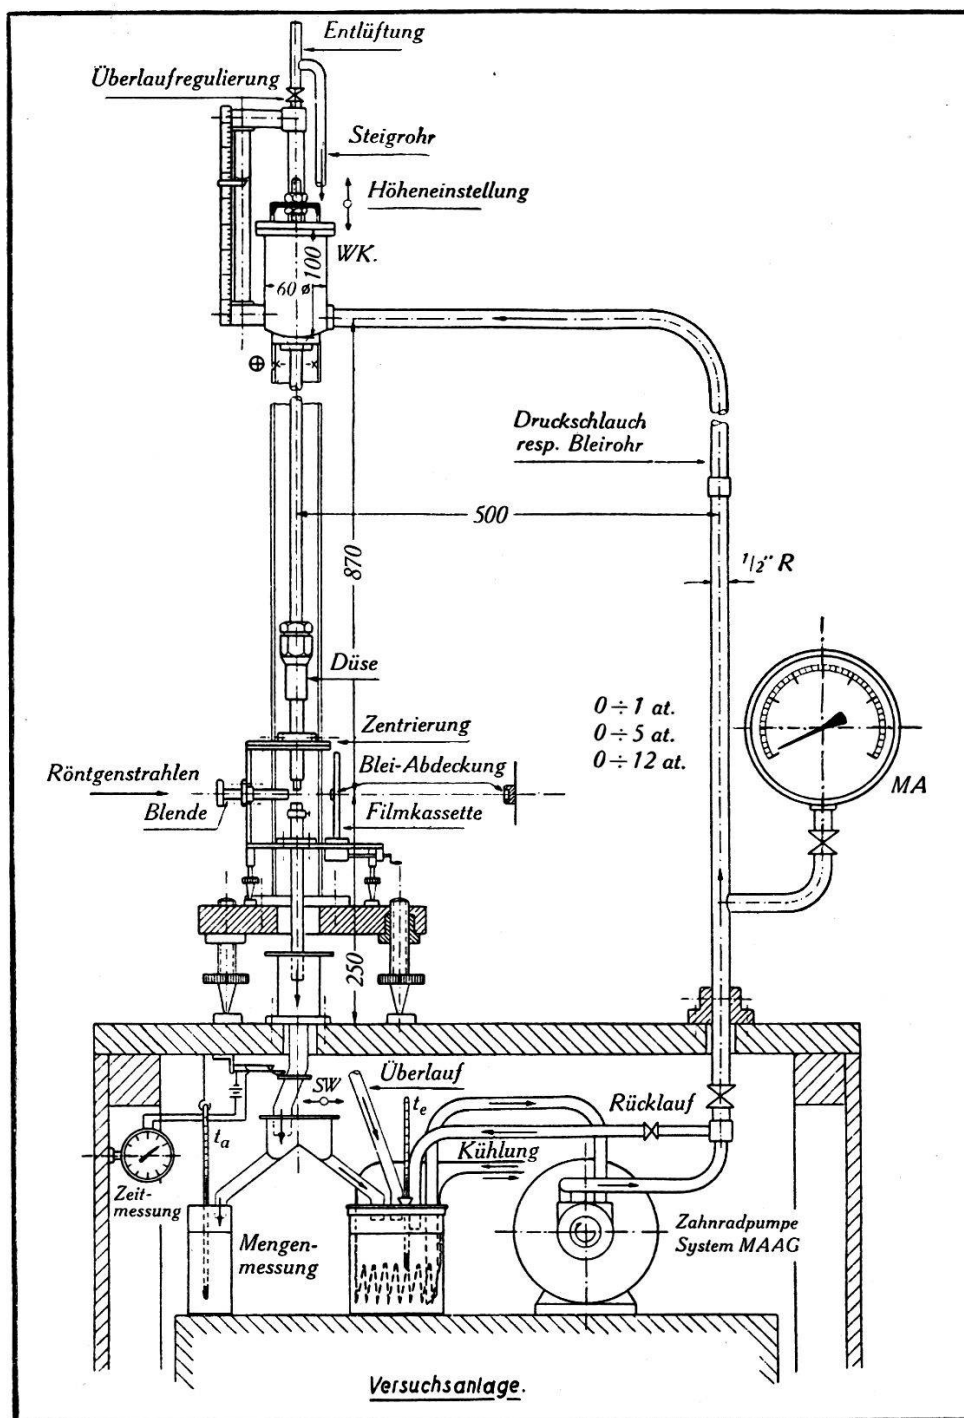 Entlüftung
Überlaufregulierung
Steigrohr
Höheneinstellung
WK.
100
60 ø
Druckschlauch
resp. Bleirohr
500
870
1/2" R
Düse
0÷1 at.
0÷5 at.
0÷12 at.
Zentrierung
Röntgenstrahlen
Blei-Abdeckung
Blende
Filmkassette
MA
250
SW
Überlauf
te
Rücklauf
ta
Kühlung
Zeit-
messung
Mengen-
messung
Zahnradpumpe
System MAAG
Versuchsanlage.